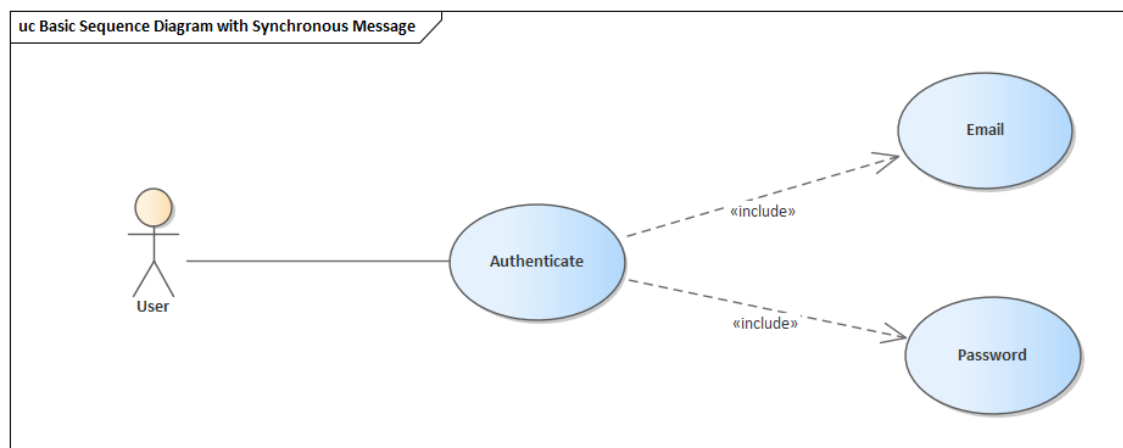 uc Basic Sequence Diagram with Synchronous Message
Email
«include»
Authenticate
User
«include»
Password